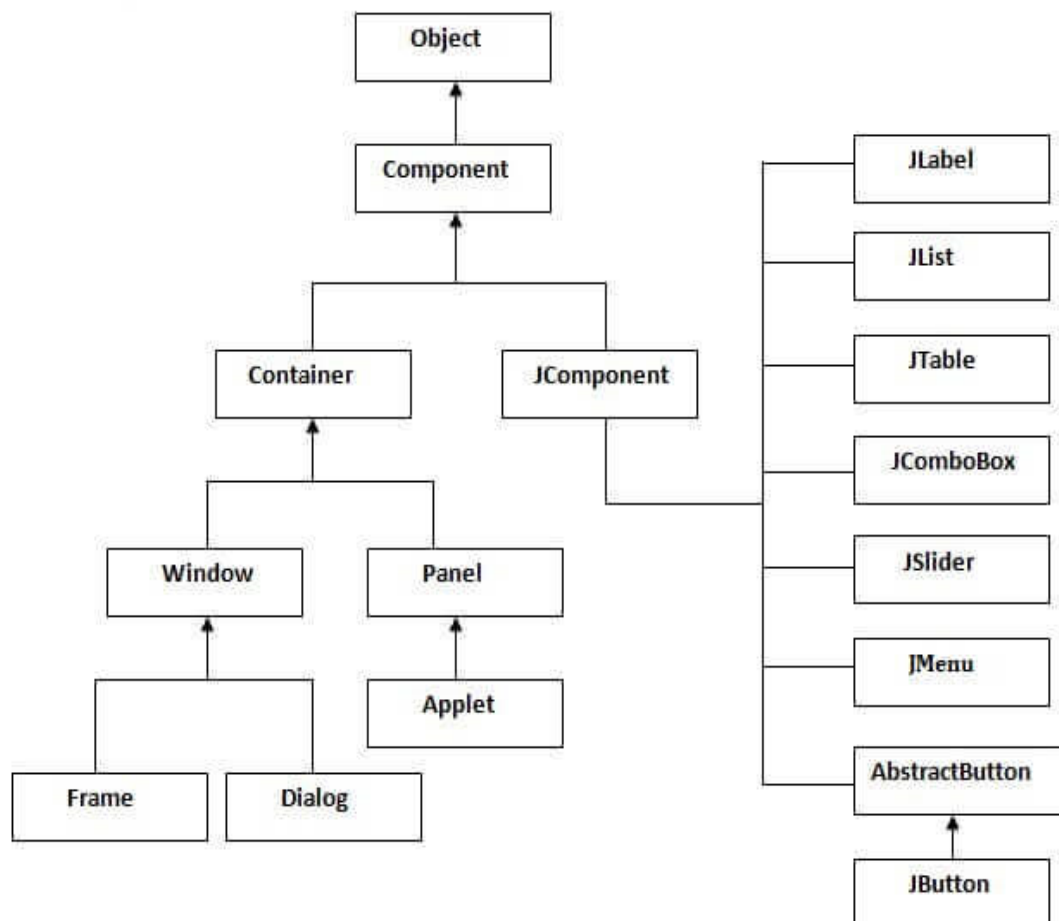 Object
Component
Container
JComponent
Window
Panel
Applet
Frame
Dialog
JLabel
JList
JTable
JComboBox
JSlider
JMenu
AbstractButton
JButton